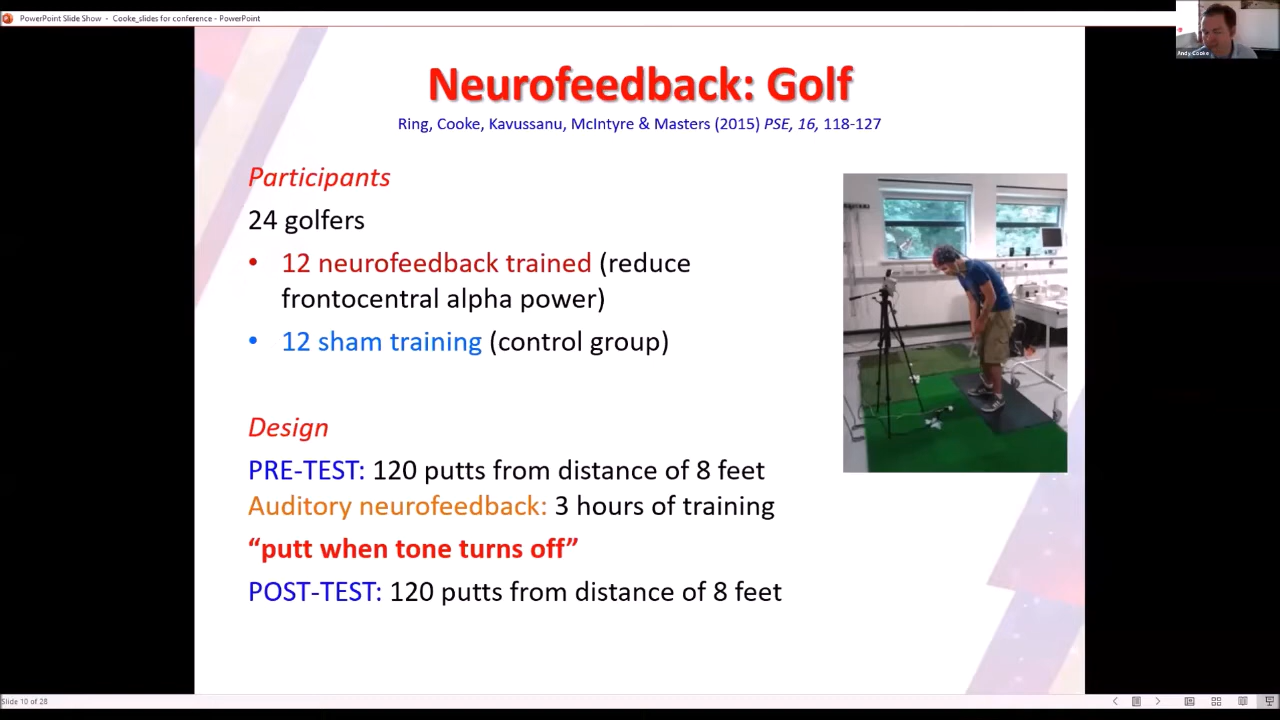 PowerPoint Slide Show - Cooke_slides for conference - PowerPoint
Andy Cooke
Neurofeedback: Golf
Ring, Cooke, Kavussanu, McIntyre & Masters (2015) PSE, 16, 118-127
Participants
24 golfers
• 12 neurofeedback trained (reduce
frontocentral alpha power)
• 12 sham training (control group)
Design
PRE-TEST: 120 putts from distance of 8 feet
Auditory neurofeedback: 3 hours of training
“putt when tone turns off”
POST-TEST: 120 putts from distance of 8 feet
Slide 10 of 28